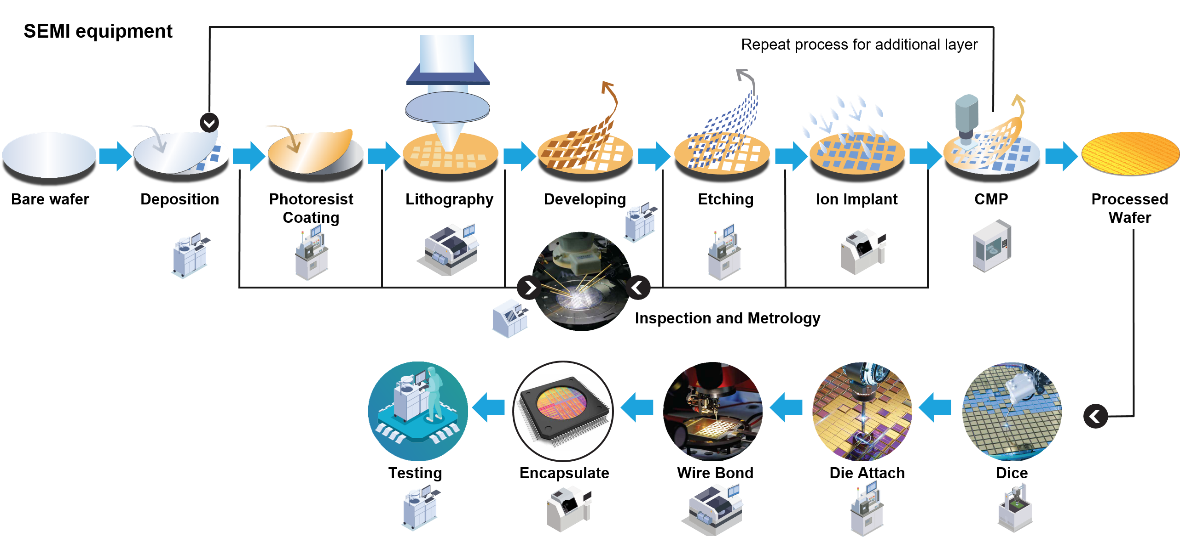 SEMI equipment
Repeat process for additional layer
Bare wafer
Deposition
Photoresist
Coating
Lithography
Developing
Etching
Ion Implant
CMP
Processed
Wafer
Inspection and Metrology
Testing
Encapsulate
Wire Bond
Die Attach
Dice